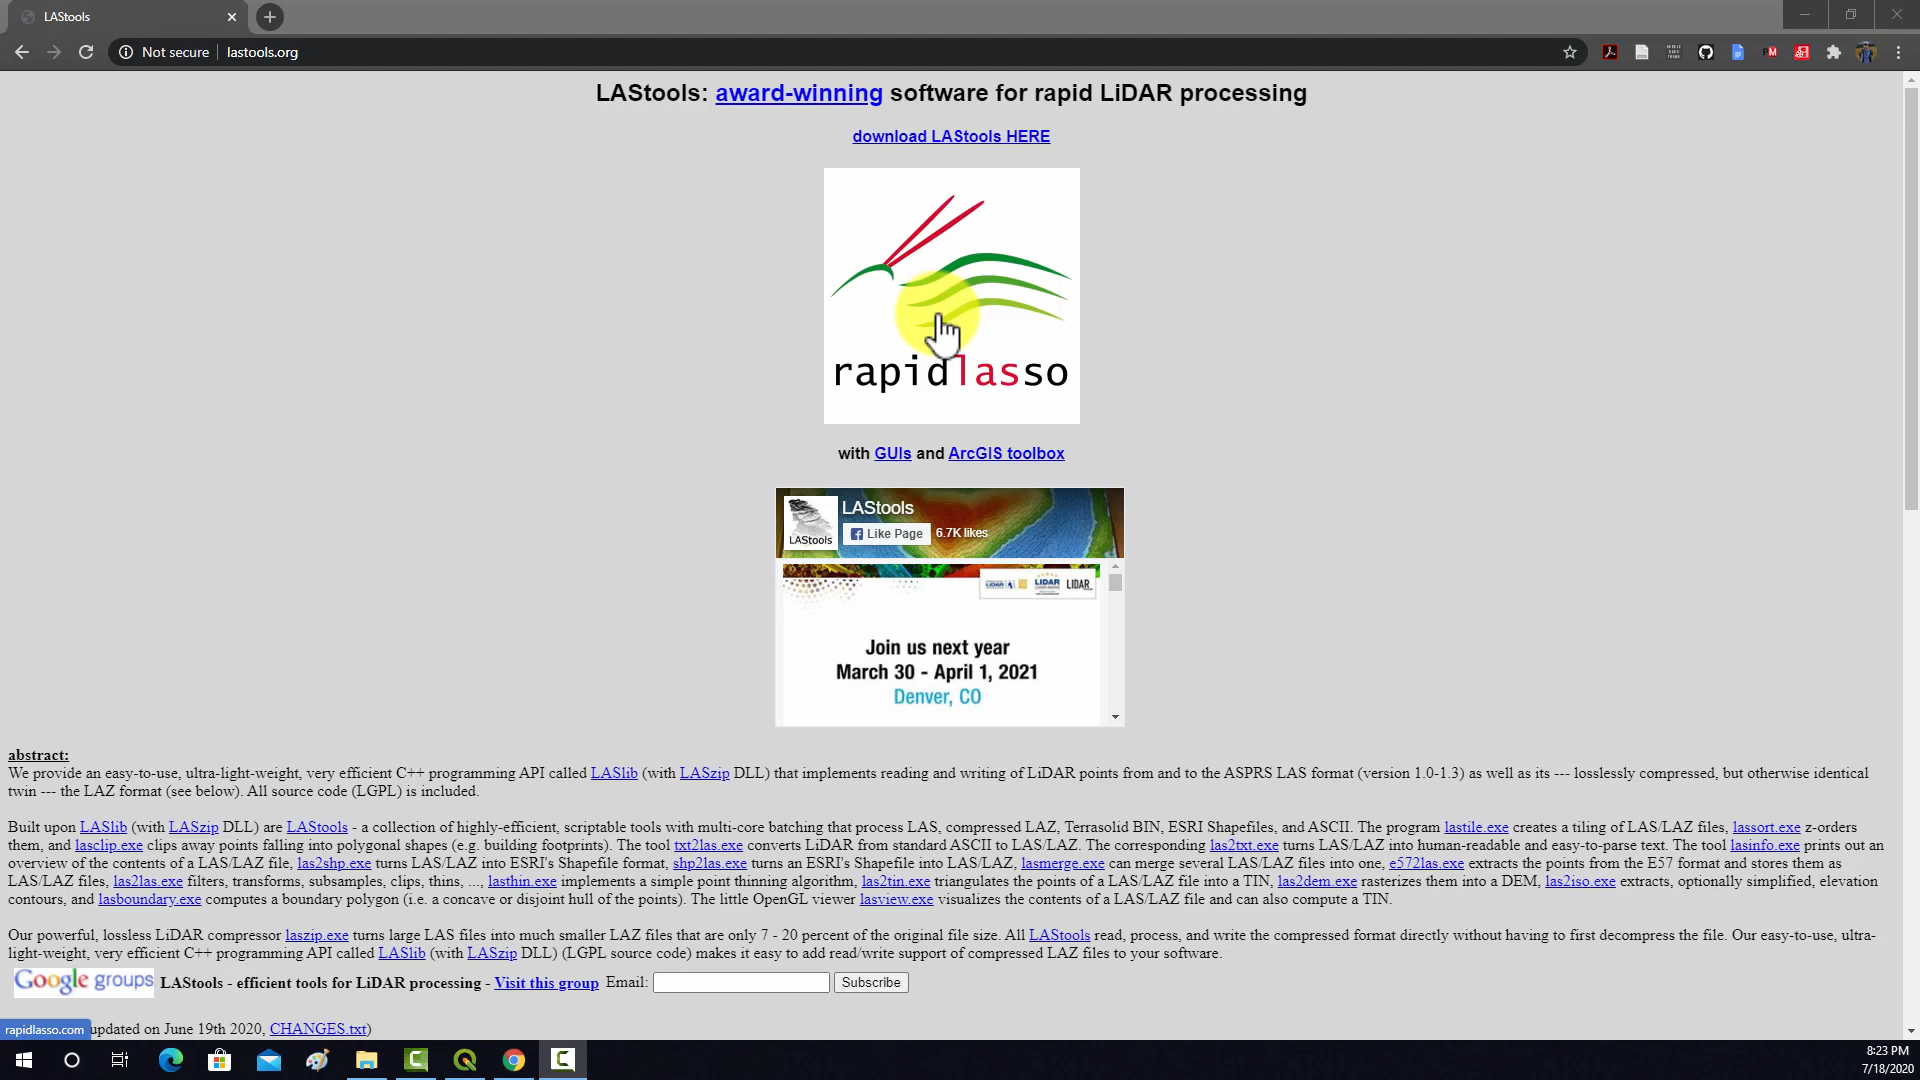 LAStools
Not secure
lastools.org
LAStools: award-winning software for rapid LiDAR processing
download LAStools HERE
rapidlasso
with GUIs and ArcGIS toolbox
LAStools
LAStools
Like Page
6.7K likes
LIDAR
LIDAR
Join us next year
March 30 - April 1, 2021
Denver, CO
abstract:
We provide an easy-to-use, ultra-light-weight, very efficient C++ programming API called LASlib (with LASzip DLL) that implements reading and writing of LiDAR points from and to the ASPRS LAS format (version 1.0-1.3) as well as its --- losslessly compressed, but otherwise identical
twin --- the LAZ format (see below). All source code (LGPL) is included.
Built upon LASlib (with LASzip DLL) are LAStools - a collection of highly-efficient, scriptable tools with multi-core batching that process LAS, compressed LAZ, Terrasolid BIN, ESRI Shapefiles, and ASCII. The program lastile.exe creates a tiling of LAS/LAZ files, lassort.exe z-orders
them, and lasclip.exe clips away points falling into polygonal shapes (e.g. building footprints). The tool txt2las.exe converts LiDAR from standard ASCII to LAS/LAZ. The corresponding las2txt.exe turns LAS/LAZ into human-readable and easy-to-parse text. The tool lasinfo.exe prints out an
overview of the contents of a LAS/LAZ file, las2shp.exe turns LAS/LAZ into ESRI's Shapefile format, shp2las.exe turns an ESRI's Shapefile into LAS/LAZ, lasmerge.exe can merge several LAS/LAZ files into one, e572las.exe extracts the points from the E57 format and stores them as
LAS/LAZ files, las2las.exe filters, transforms, subsamples, clips, thins, ..., lasthin.exe implements a simple point thinning algorithm, las2tin.exe triangulates the points of a LAS/LAZ file into a TIN, las2dem.exe rasterizes them into a DEM, las2iso.exe extracts, optionally simplified, elevation
contours, and lasboundary.exe computes a boundary polygon (i.e. a concave or disjoint hull of the points). The little OpenGL viewer lasview.exe visualizes the contents of a LAS/LAZ file and can also compute a TIN.
Our powerful, lossless LiDAR compressor laszip.exe turns large LAS files into much smaller LAZ files that are only 7 - 20 percent of the original file size. All LAStools read, process, and write the compressed format directly without having to first decompress the file. Our easy-to-use, ultra-
light-weight, very efficient C++ programming API called LASlib (with LASzip DLL) (LGPL source code) makes it easy to add read/write support of compressed LAZ files to your software.
Google groups LAStools - efficient tools for LiDAR processing - Visit this group Email: Subscribe
rapidlasso.com updated on June 19th 2020, CHANGES.txt)
8:23 PM
7/18/2020